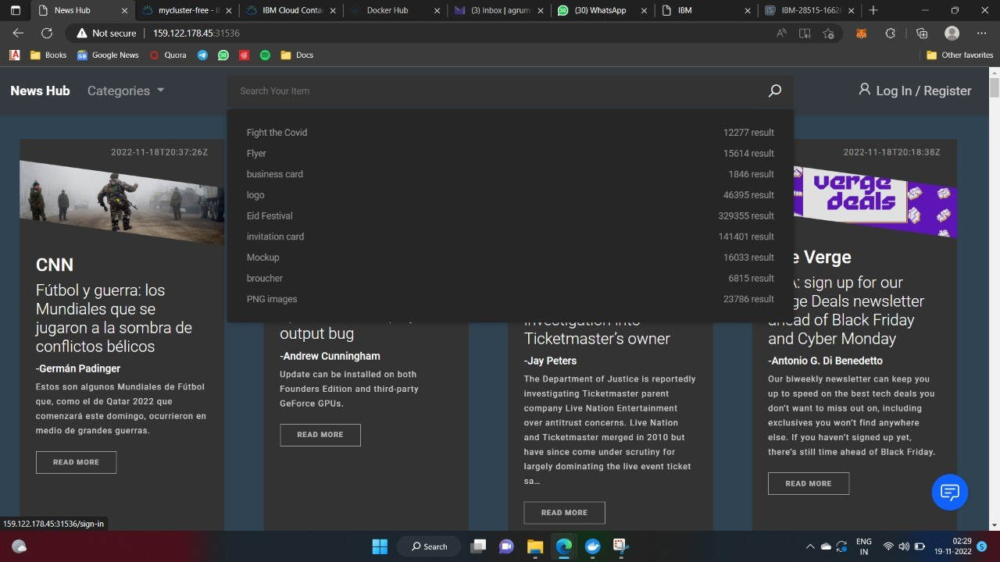 News Hub
mycluster-free - I
IBM Cloud Conta
Docker Hub
(3) Inbox | agrum
(30) WhatsApp
IBM
IBM-28515-1662
Not secure
159.122.178.45:31536
Books
Google News
Quora
Docs
Other favorites
News Hub
Categories
Search Your Item
Log In / Register
Fight the Covid 12277 result
Flyer 15614 result
business card 1846 result
logo 46395 result
Eid Festival 329355 result
invitation card 141401 result
Mockup 16033 result
broucher 6815 result
PNG images 23786 result
2022-11-18T20:37:26Z
CNN
Fútbol y guerra: los
Mundiales que se
jugaron a la sombra de
conflictos bélicos
-Germán Padinger
Estos son algunos Mundiales de Fútbol
que, como el de Qatar 2022 que
comenzará este domingo, ocurrieron en
medio de grandes guerras.
READ MORE
output bug
-Andrew Cunningham
Update can be installed on both
Founders Edition and third-party
GeForce GPUs.
READ MORE
investigation into
Ticketmaster’s owner
-Jay Peters
The Department of Justice is reportedly
investigating Ticketmaster parent
company Live Nation Entertainment
over antitrust concerns. Live Nation
and Ticketmaster merged in 2010 but
have since come under scrutiny for
largely dominating the live event ticket
sa…
READ MORE
2022-11-18T20:18:38Z
verge
deals
e Verge
A: sign up for our
ge Deals newsletter
ahead of Black Friday
and Cyber Monday
-Antonio G. Di Benedetto
Our biweekly newsletter can keep you
up to speed on the best tech deals you
don’t want to miss out on, including
exclusives you won’t find anywhere
else. If you haven’t signed up yet,
there’s still time ahead of Black Friday.
READ MORE
159.122.178.45:31536/sign-in
Search
ENG
IN
02:29
19-11-2022
5